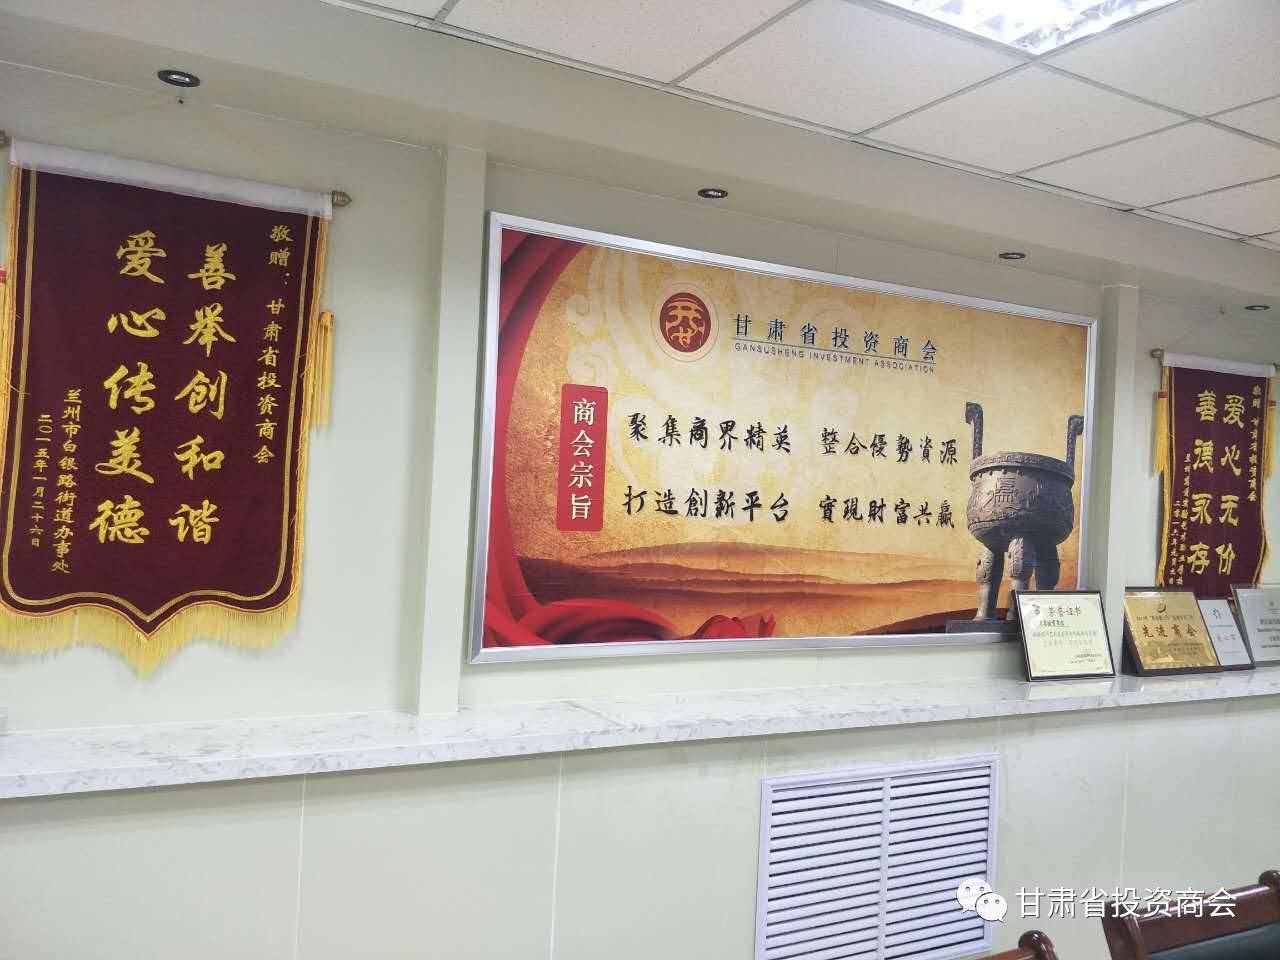 敬赠：甘肃省投资商会
善举创和谐
爱心传美德
兰州市白银路街道办事处
二〇一五年一月二十六日
甘肃省投资商会
GANSUSHENG INVESTMENT ASSOCIATION
商会宗旨
聚集商界精英 整合優勢資源
打造創新平台 實現財富共贏
爱心无价
善德永存
荣誉证书
先进商会
甘肃省投资商会